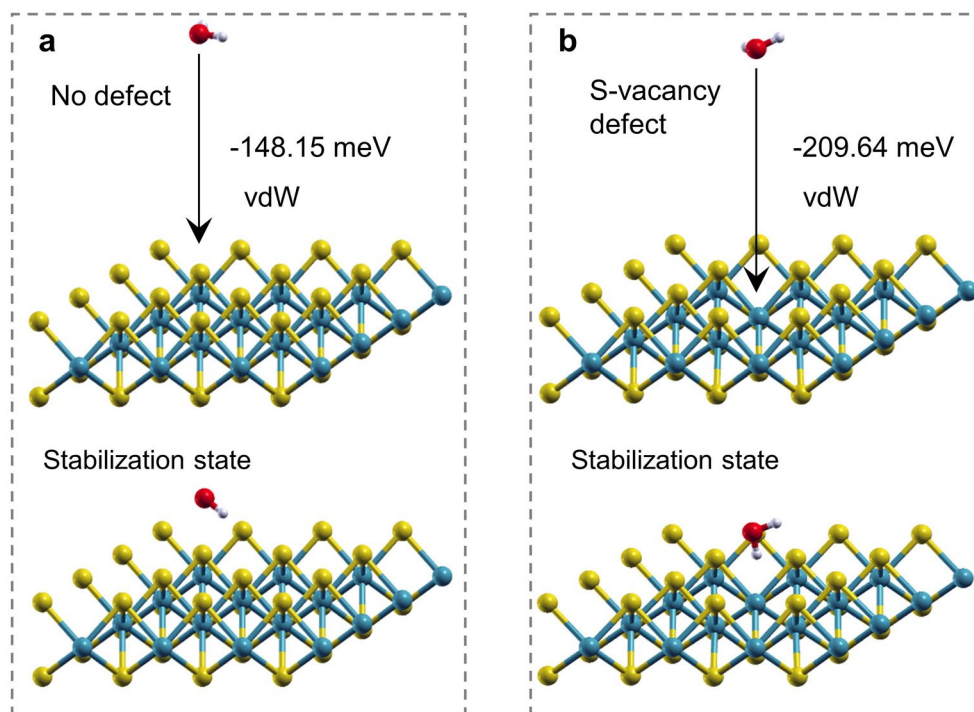 a
No defect
-148.15 meV
vdW
Stabilization state
b
S-vacancy
defect
-209.64 meV
vdW
Stabilization state